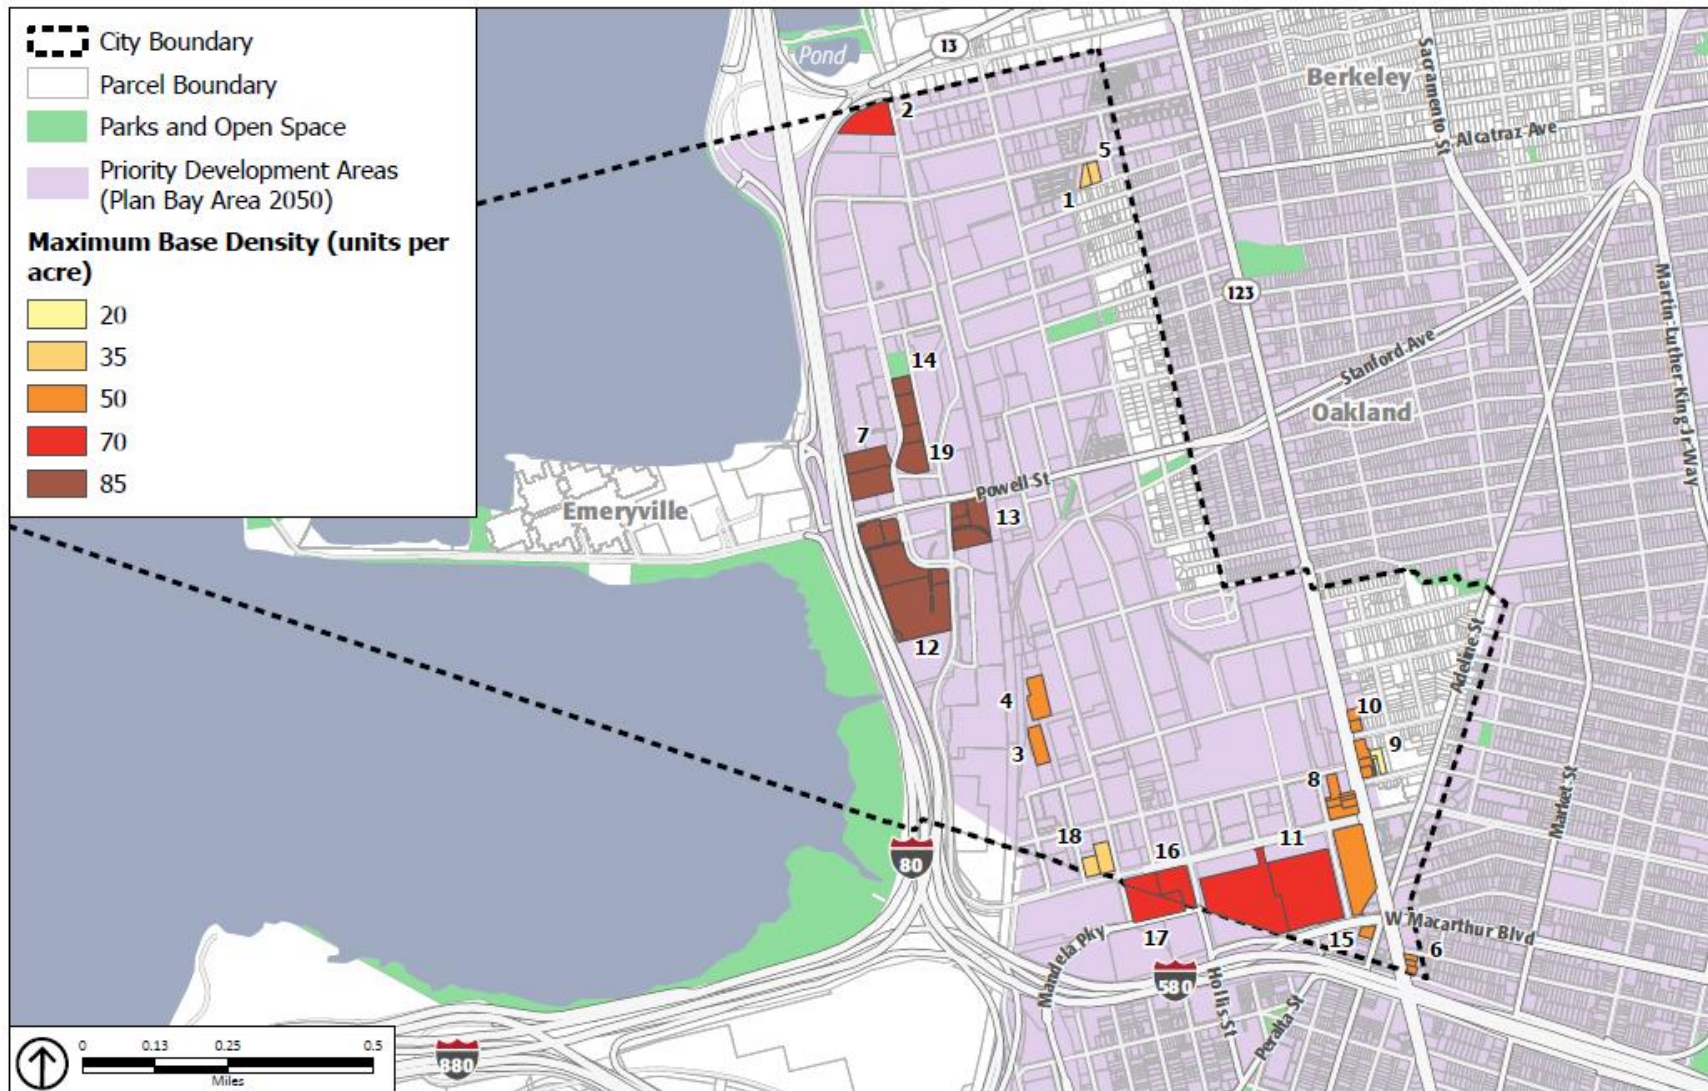 City Boundary
Parcel Boundary
Parks and Open Space
Priority Development Areas
(Plan Bay Area 2050)
Maximum Base Density (units per
acre)
20
35
50
70
85
Pond
13
Berkeley
Sacramento St
Alcatraz Ave
2
5
1
123
Martin Luther King Jr Way
Stanford Ave
Oakland
14
7
19
Powell St
13
Emeryville
12
Adeline St
4
3
10
9
8
Market St
18
16
11
80
17
15
W Macarthur Blvd
6
Mandela Pky
580
Hollis St
Peralta St
880
0
0.13
0.25
0.5
Miles